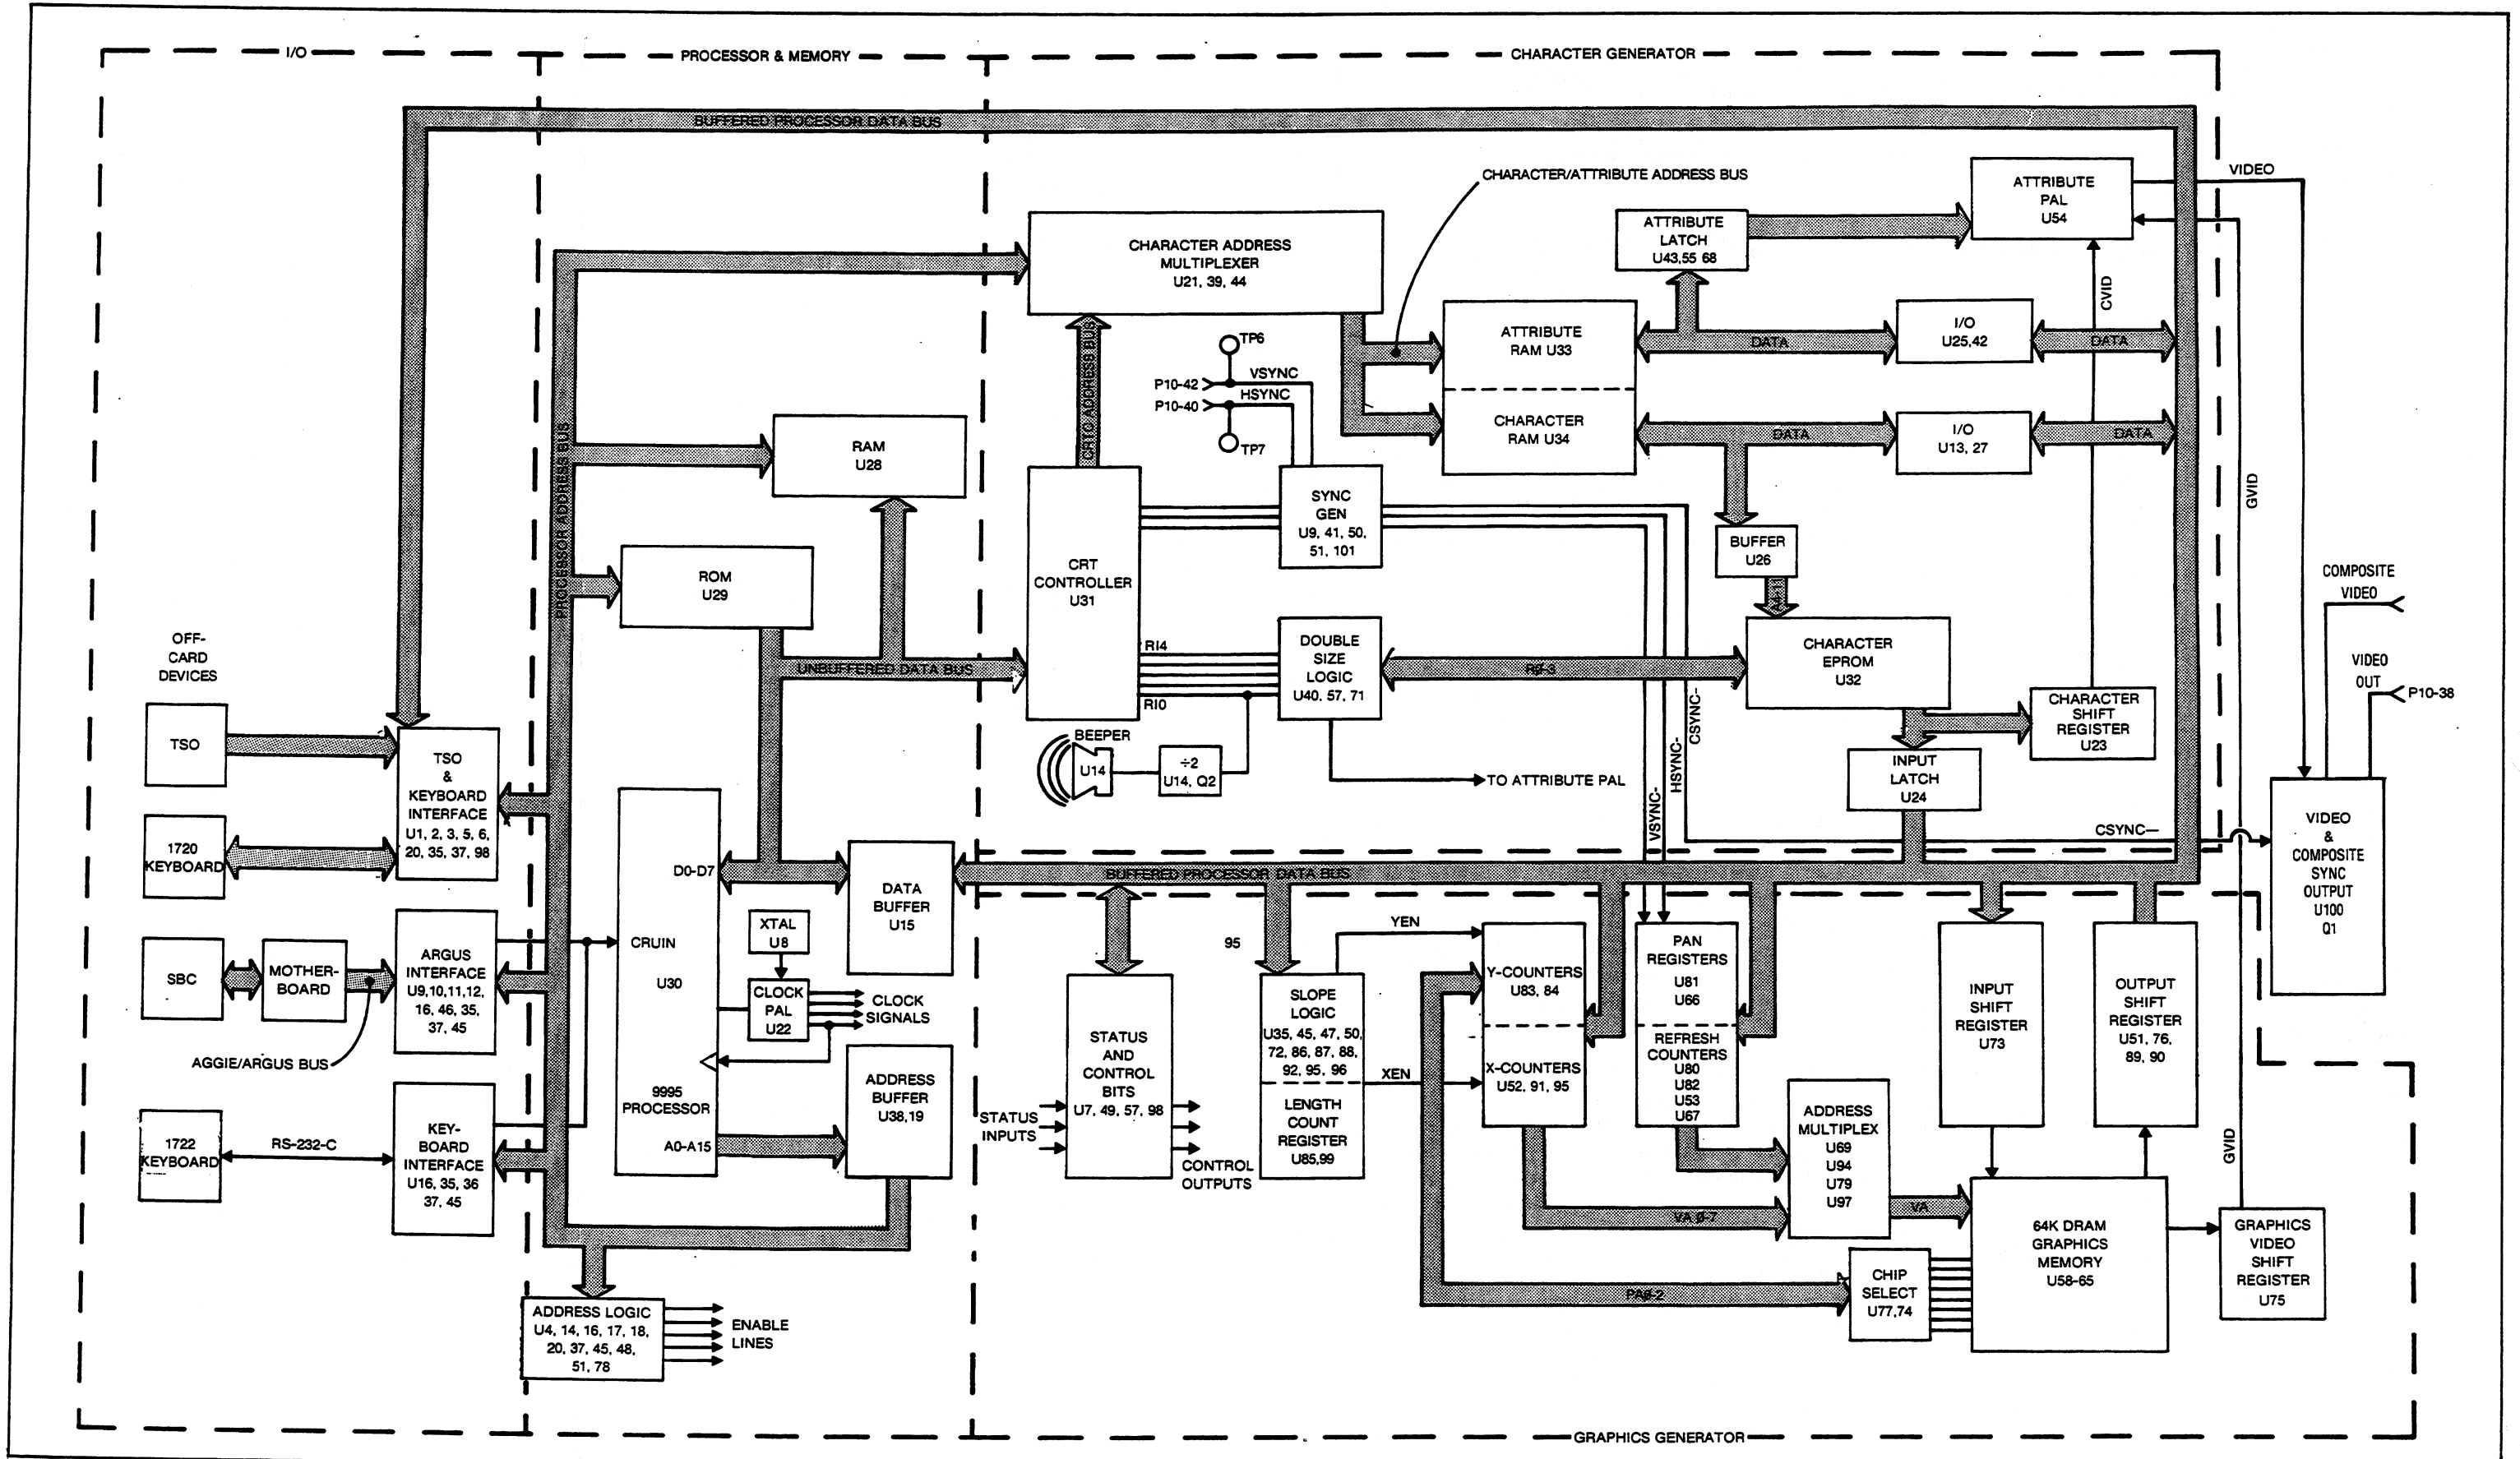 I/O
PROCESSOR & MEMORY
CHARACTER GENERATOR
BUFFERED PROCESSOR DATA BUS
CHARACTER/ATTRIBUTE ADDRESS BUS
ATTRIBUTE
PAL
U54
VIDEO
ATTRIBUTE
LATCH
U43,55 68
CHARACTER ADDRESS
MULTIPLEXER
U21, 39, 44
CVID
ATTRIBUTE
RAM U33
DATA
I/O
U25,42
DATA
CRTC ADDRESS BUS
TP6
P10-42
VSYNC
P10-40
HSYNC
TP7
CHARACTER
RAM U34
DATA
I/O
U13, 27
DATA
PROCESSOR ADDRESS BUS
RAM
U28
SYNC
GEN
U9, 41, 50,
51, 101
GVID
BUFFER
U26
A4-11
ROM
U29
CRT
CONTROLLER
U31
COMPOSITE
VIDEO
OFF-
CARD
DEVICES
UNBUFFERED DATA BUS
RI4
RI0
DOUBLE
SIZE
LOGIC
U40, 57, 71
RØ-3
CHARACTER
EPROM
U32
VIDEO
OUT
P10-38
CHARACTER
SHIFT
REGISTER
U23
CSYNC-
HSYNC-
VSYNC-
TSO
TSO
&
KEYBOARD
INTERFACE
U1, 2, 3, 5, 6,
20, 35, 37, 98
BEEPER
U14
÷2
U14, Q2
TO ATTRIBUTE PAL
INPUT
LATCH
U24
1720
KEYBOARD
CSYNC—
VIDEO
&
COMPOSITE
SYNC
OUTPUT
U100
Q1
D0-D7
DATA
BUFFER
U15
BUFFERED PROCESSOR DATA BUS
XTAL
U8
CRUIN
U30
9995
PROCESSOR
A0-A15
CLOCK
PAL
U22
CLOCK
SIGNALS
SBC
MOTHER-
BOARD
ARGUS
INTERFACE
U9,10,11,12,
16, 46, 35,
37, 45
AGGIE/ARGUS BUS
95
YEN
XEN
Y-COUNTERS
U83, 84
X-COUNTERS
U52, 91, 95
PAN
REGISTERS
U81
U66
REFRESH
COUNTERS
U80
U82
U53
U67
INPUT
SHIFT
REGISTER
U73
OUTPUT
SHIFT
REGISTER
U51, 76,
89, 90
SLOPE
LOGIC
U35, 45, 47, 50,
72, 86, 87, 88,
92, 95, 96
LENGTH
COUNT
REGISTER
U85,99
STATUS
AND
CONTROL
BITS
U7, 49, 57, 98
STATUS
INPUTS
CONTROL
OUTPUTS
ADDRESS
BUFFER
U38,19
ADDRESS
MULTIPLEX
U69
U94
U79
U97
1722
KEYBOARD
RS-232-C
KEY-
BOARD
INTERFACE
U16, 35, 36
37, 45
VA Ø-7
VA
GVID
64K DRAM
GRAPHICS
MEMORY
U58-65
GRAPHICS
VIDEO
SHIFT
REGISTER
U75
PAØ-2
CHIP
SELECT
U77,74
ADDRESS LOGIC
U4, 14, 16, 17, 18,
20, 37, 45, 48,
51, 78
ENABLE
LINES
GRAPHICS GENERATOR